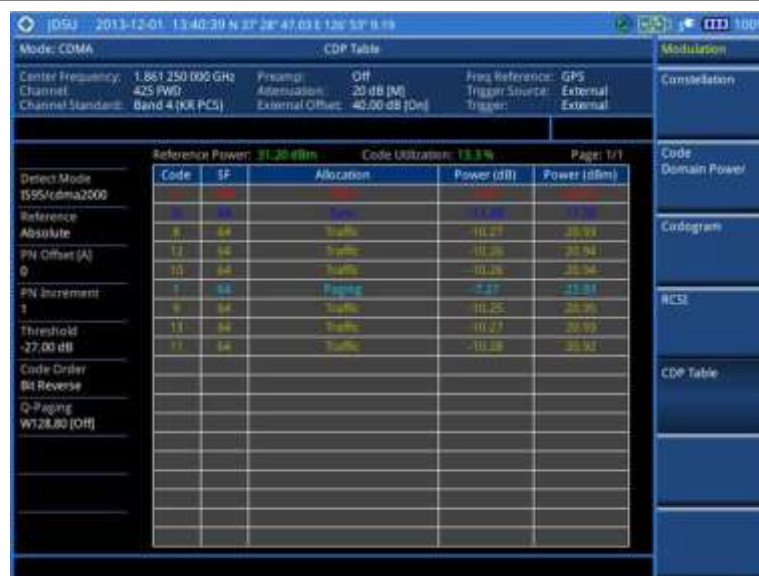 JDSU 2013-12-01 13:40:39 N 37° 28' 47.03 E 126° 53' 9.19 100%
Mode: CDMA CDP Table Modulation
Center Frequency: 1.861 250 000 GHz Preamp: Off Freq Reference: GPS
Channel: 425 FWD Attenuation: 20 dB [M] Trigger Source: External
Channel Standard: Band 4 [KR PCS] External Offset: 40.00 dB [On] Trigger: External
Constellation
Reference Power: 31.20 dBm Code Utilization: 13.3 % Page: 1/1
Code Domain Power
Detect Mode
IS95/cdma2000
Reference
Absolute
PN Offset [A]
0
PN Increment
1
Threshold
-27.00 dB
Code Order
Bit Reverse
Q-Paging
W128,80 [Off]
Code SF Allocation Power (dB) Power (dBm)
Sync
8 64 Traffic -10.27 20.93
12 64 Traffic -10.26 20.94
10 64 Traffic -10.26 20.94
1 64 Paging -7.27 23.93
9 64 Traffic -10.25 20.95
13 64 Traffic -10.27 20.93
11 64 Traffic -10.28 20.92
Codogram
RCSI
CDP Table